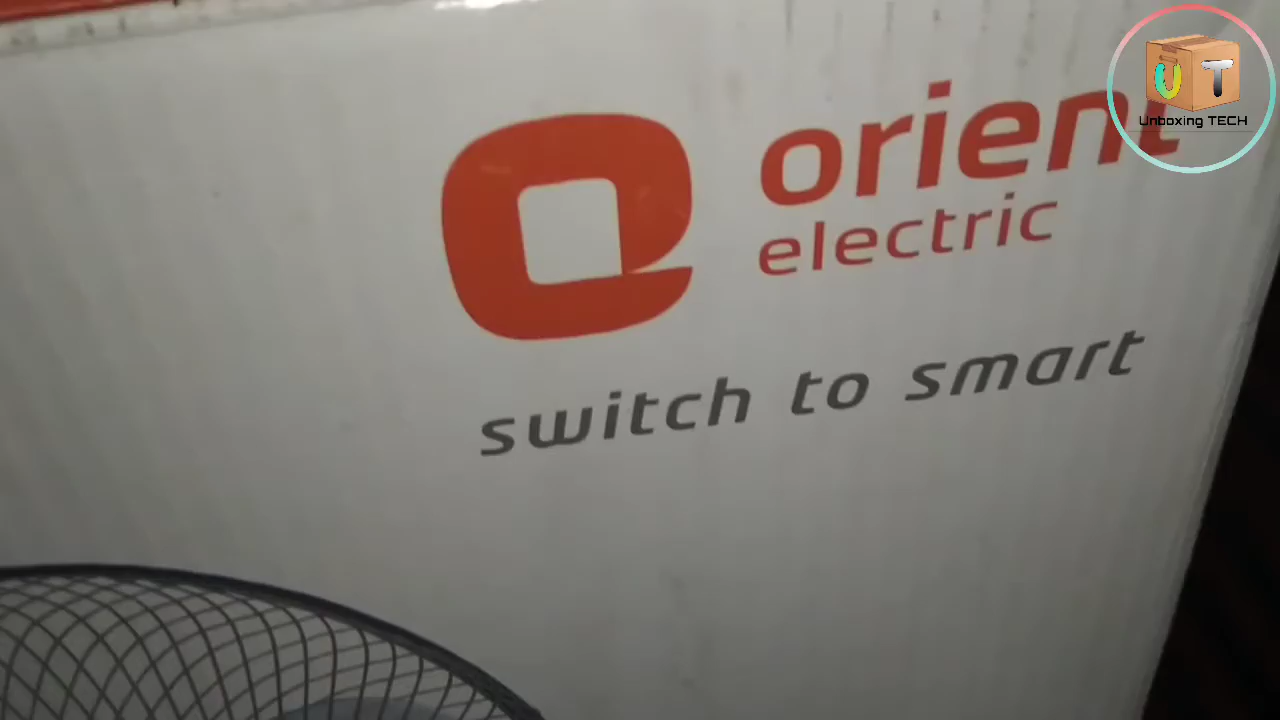 orient
electric
switch to smart
U T
Unboxing TECH